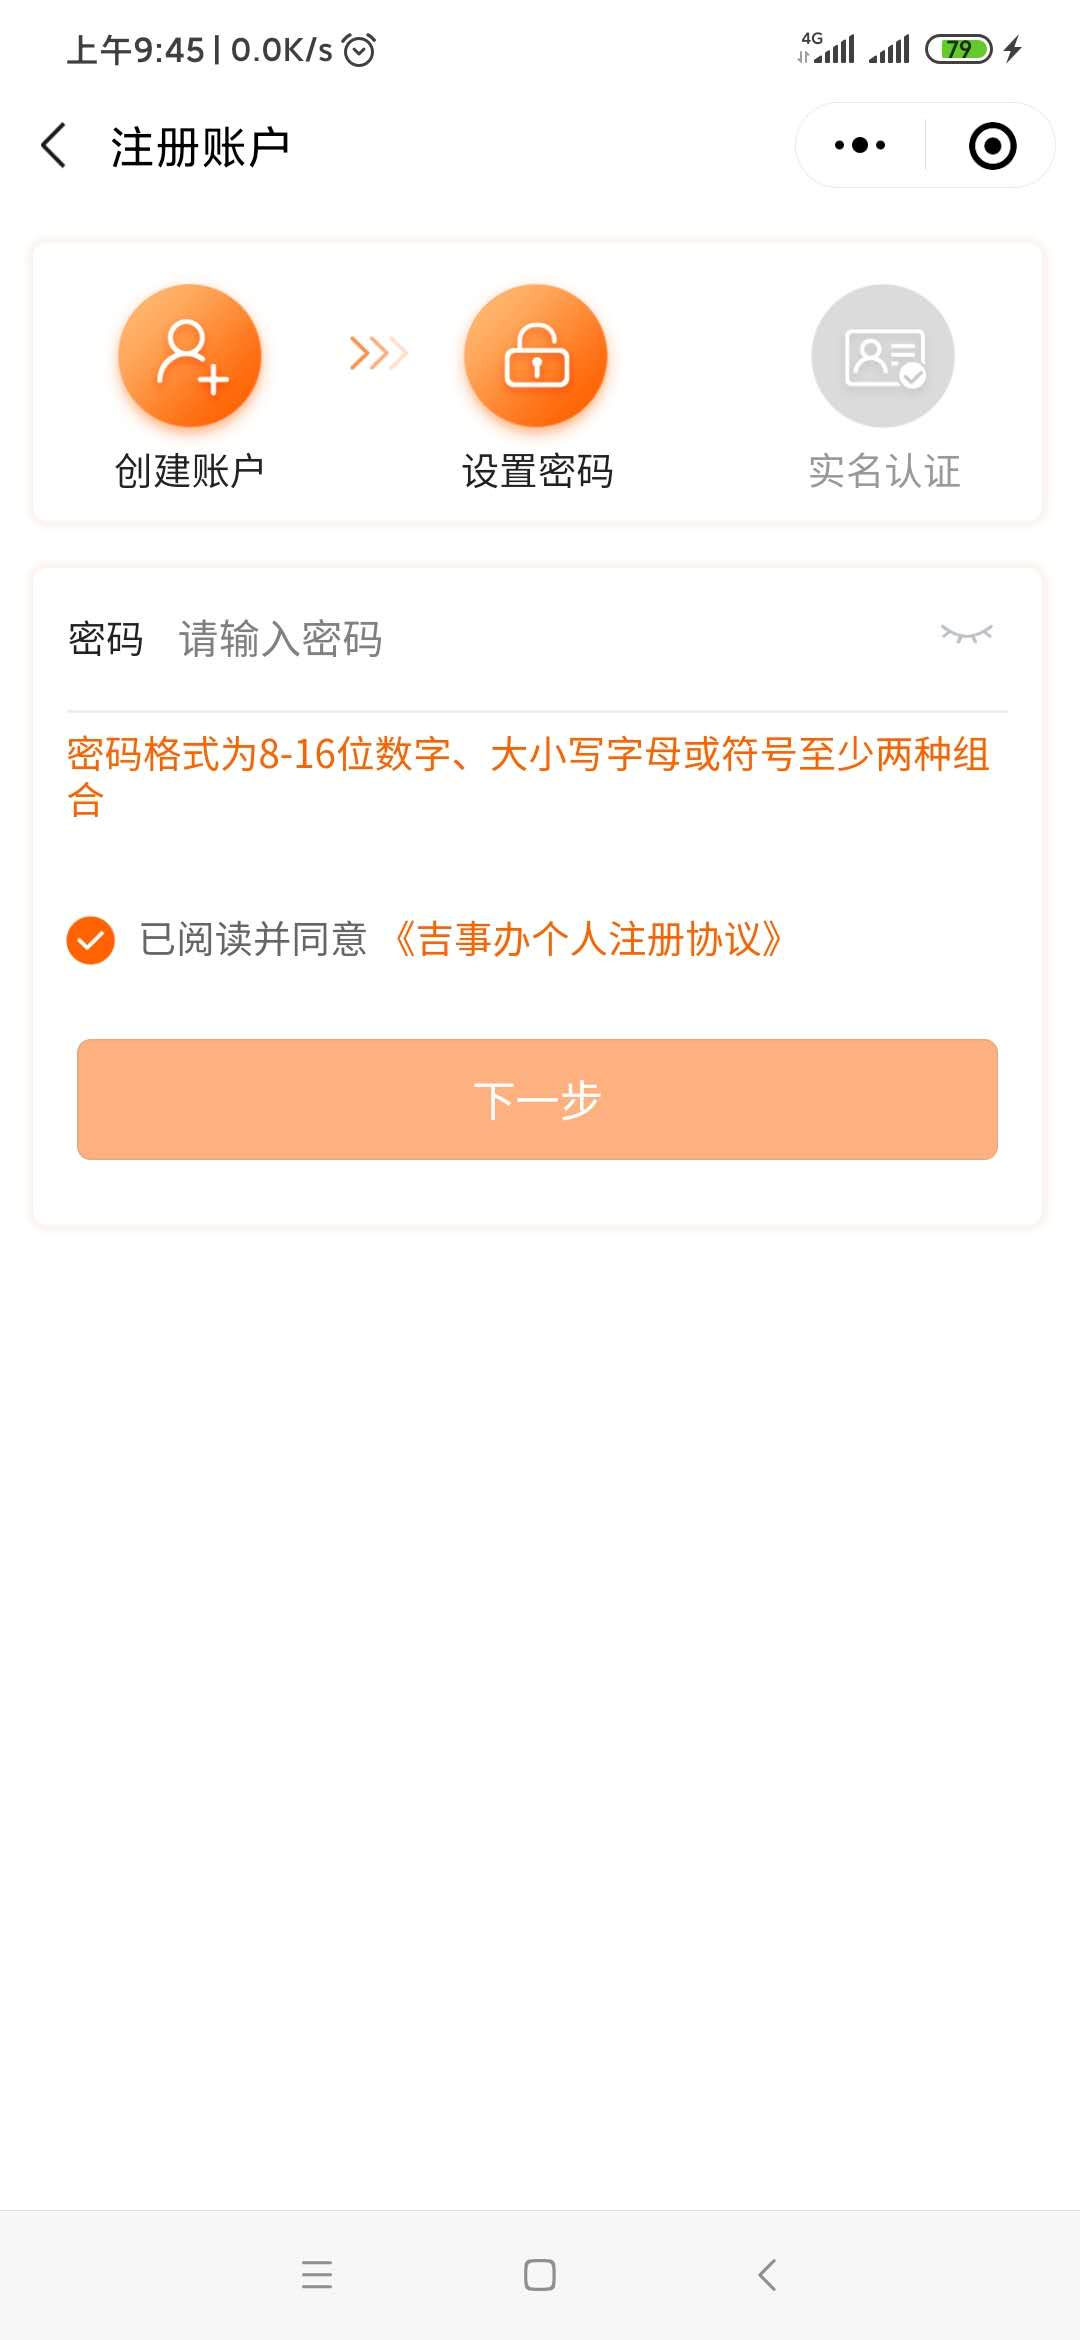 上午9:45 | 0.0K/s
4G
79
注册账户
创建账户
设置密码
实名认证
密码 请输入密码
密码格式为8-16位数字、大小写字母或符号至少两种组
合
已阅读并同意《吉事办个人注册协议》
下一步